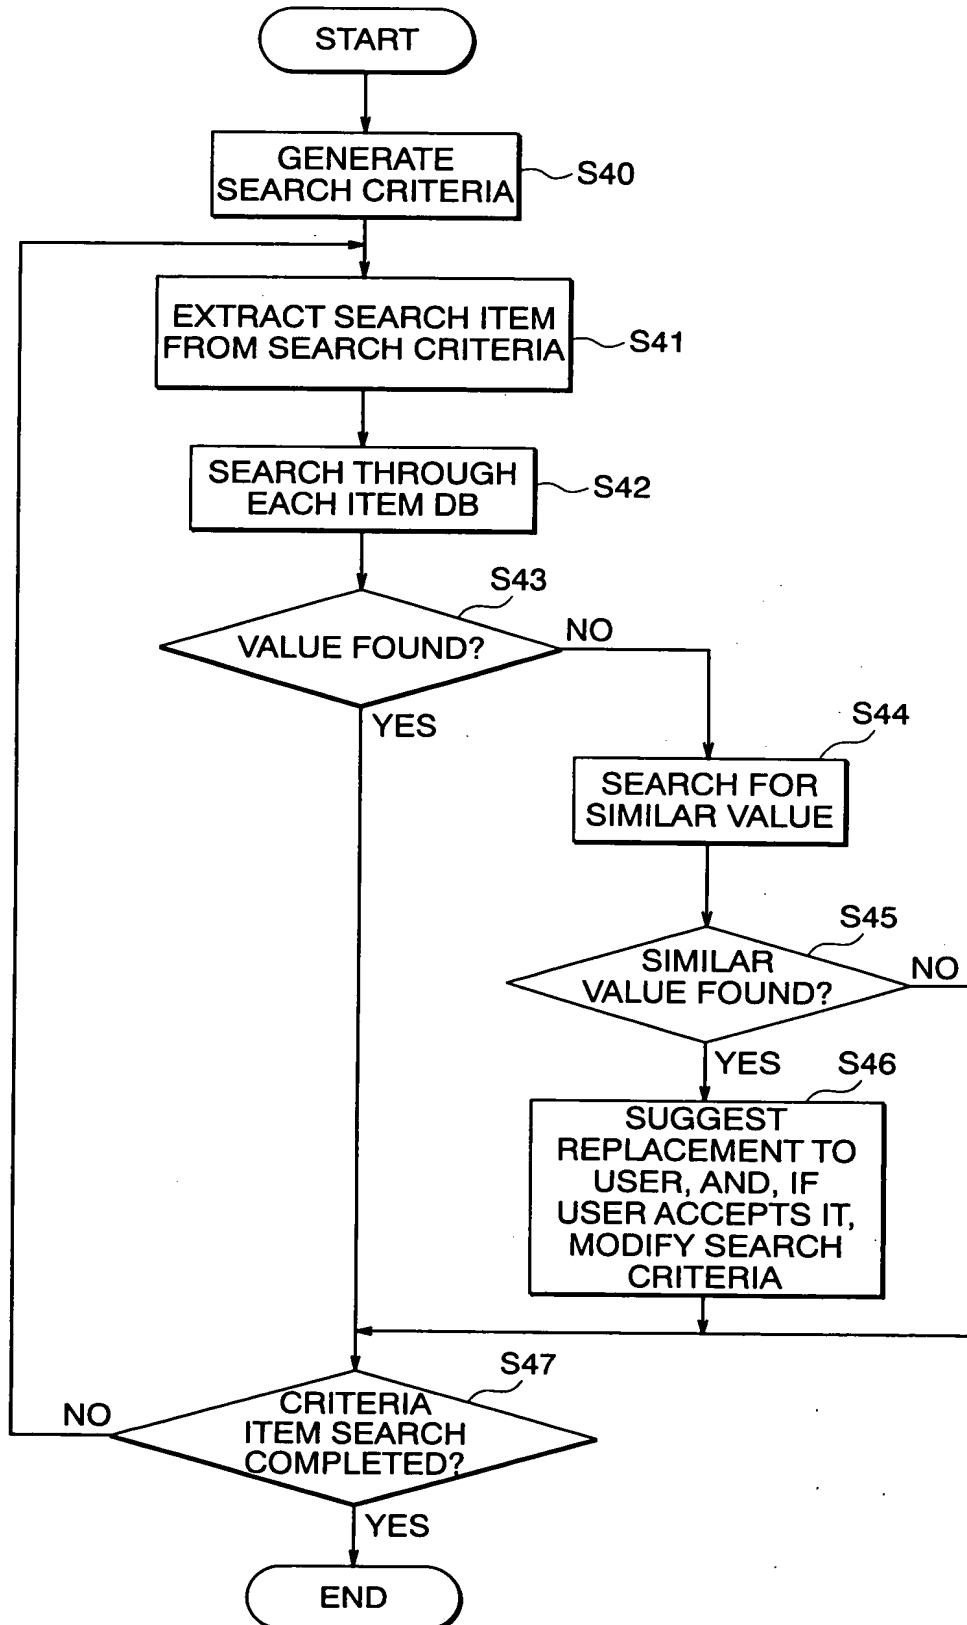 START
GENERATE
SEARCH CRITERIA
S40
EXTRACT SEARCH ITEM
FROM SEARCH CRITERIA
S41
SEARCH THROUGH
EACH ITEM DB
S42
S43
VALUE FOUND?
NO
YES
S44
SEARCH FOR
SIMILAR VALUE
S45
SIMILAR
VALUE FOUND?
NO
YES
S46
SUGGEST
REPLACEMENT TO
USER, AND, IF
USER ACCEPTS IT,
MODIFY SEARCH
CRITERIA
S47
CRITERIA
ITEM SEARCH
COMPLETED?
NO
YES
END